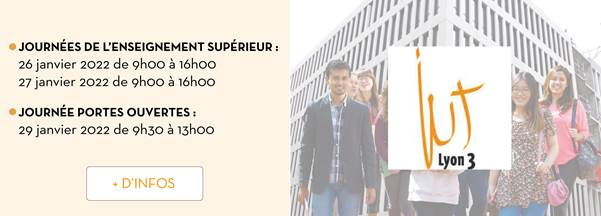 JOURNÉES DE L'ENSEIGNEMENT SUPÉRIEUR :
26 janvier 2022 de 9h00 à 16h00
27 janvier 2022 de 9h00 à 16h00
JOURNÉE PORTES OUVERTES :
29 janvier 2022 de 9h30 à 13h00
+ D'INFOS
iut
Lyon 3